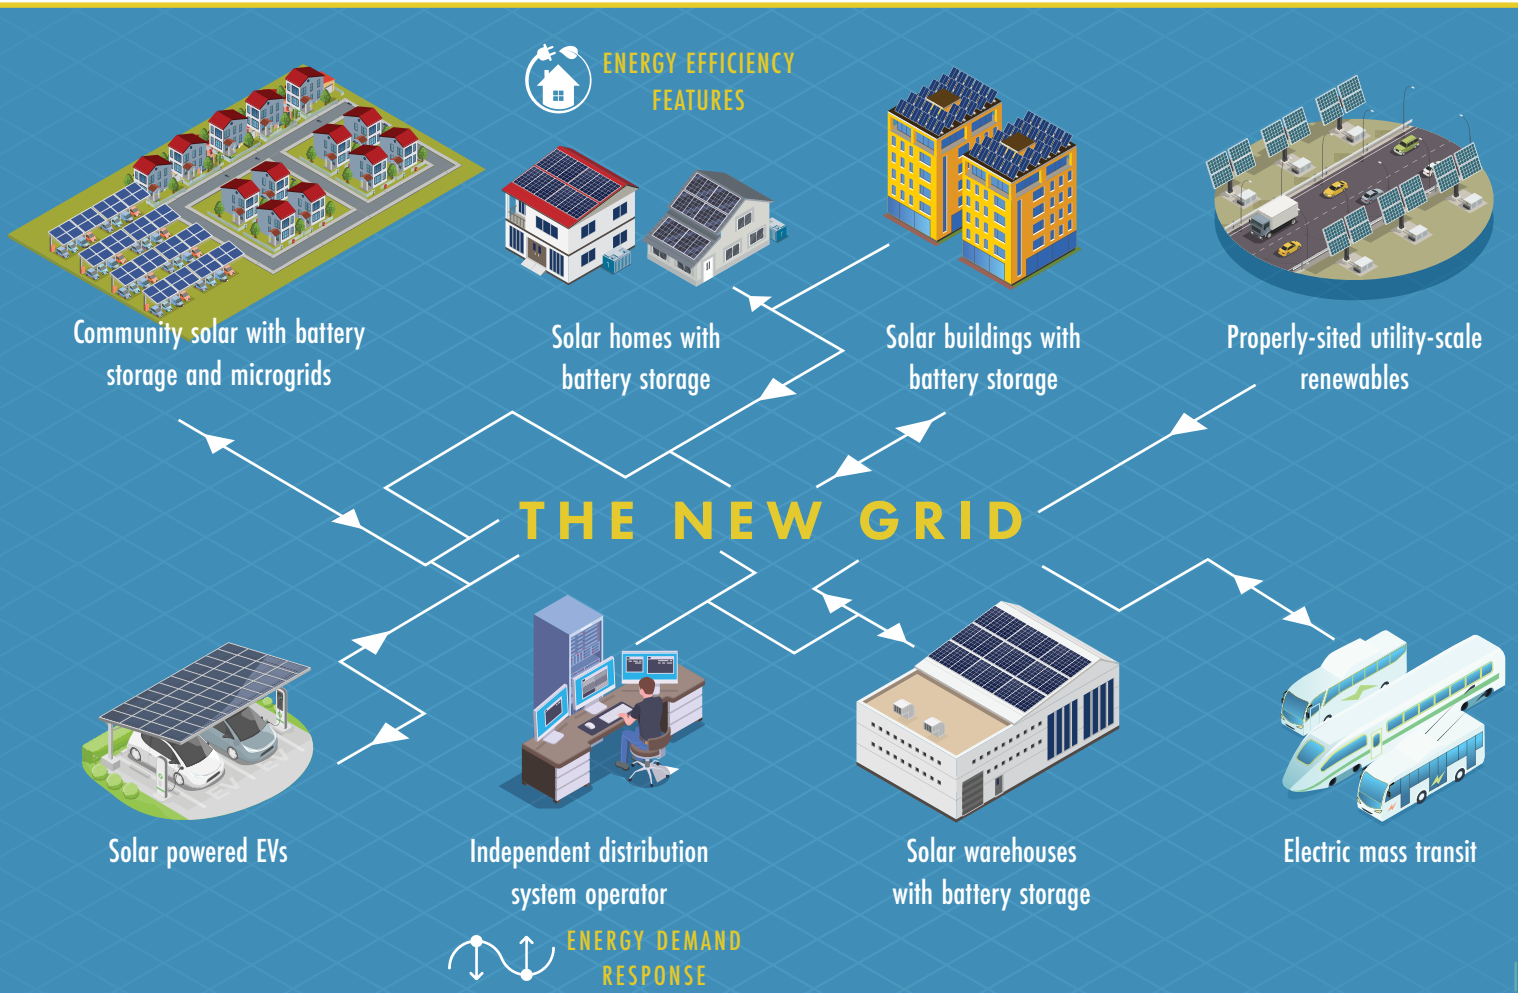 ENERGY EFFICIENCY
FEATURES
Community solar with battery
storage and microgrids
Solar homes with
battery storage
Solar buildings with
battery storage
Properly-sited utility-scale
renewables
THE NEW GRID
Solar powered EVs
Independent distribution
system operator
Solar warehouses
with battery storage
Electric mass transit
ENERGY DEMAND
RESPONSE